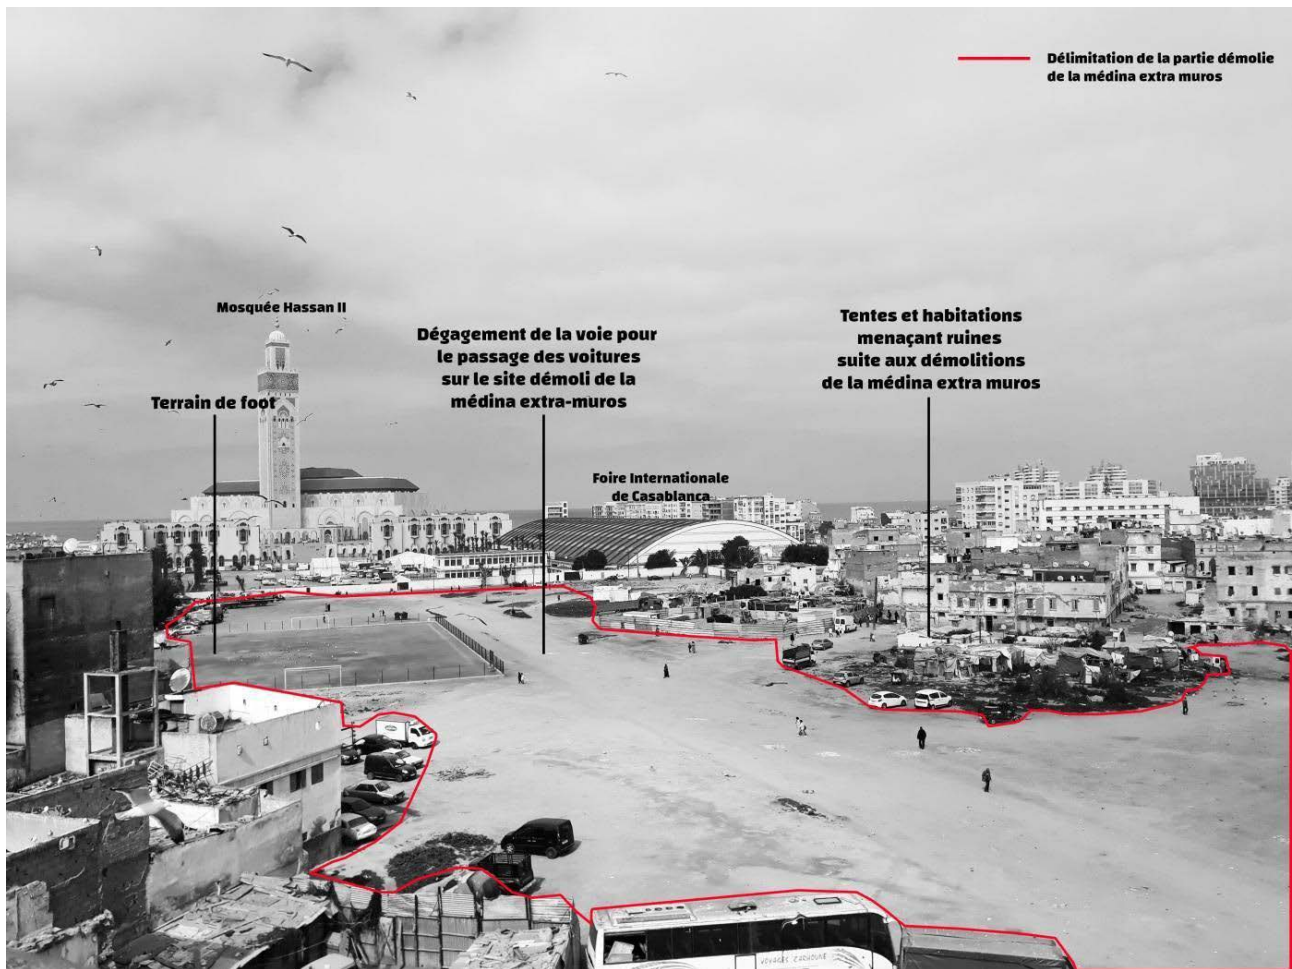 Délimitation de la partie démolie
de la médina extra muros
Mosquée Hassan II
Terrain de foot
Dégagement de la voie pour
le passage des voitures
sur le site démoli de la
médina extra-muros
Foire Internationale
de Casablanca
Tentes et habitations
menaçant ruines
suite aux démolitions
de la médina extra muros
VOYAGES